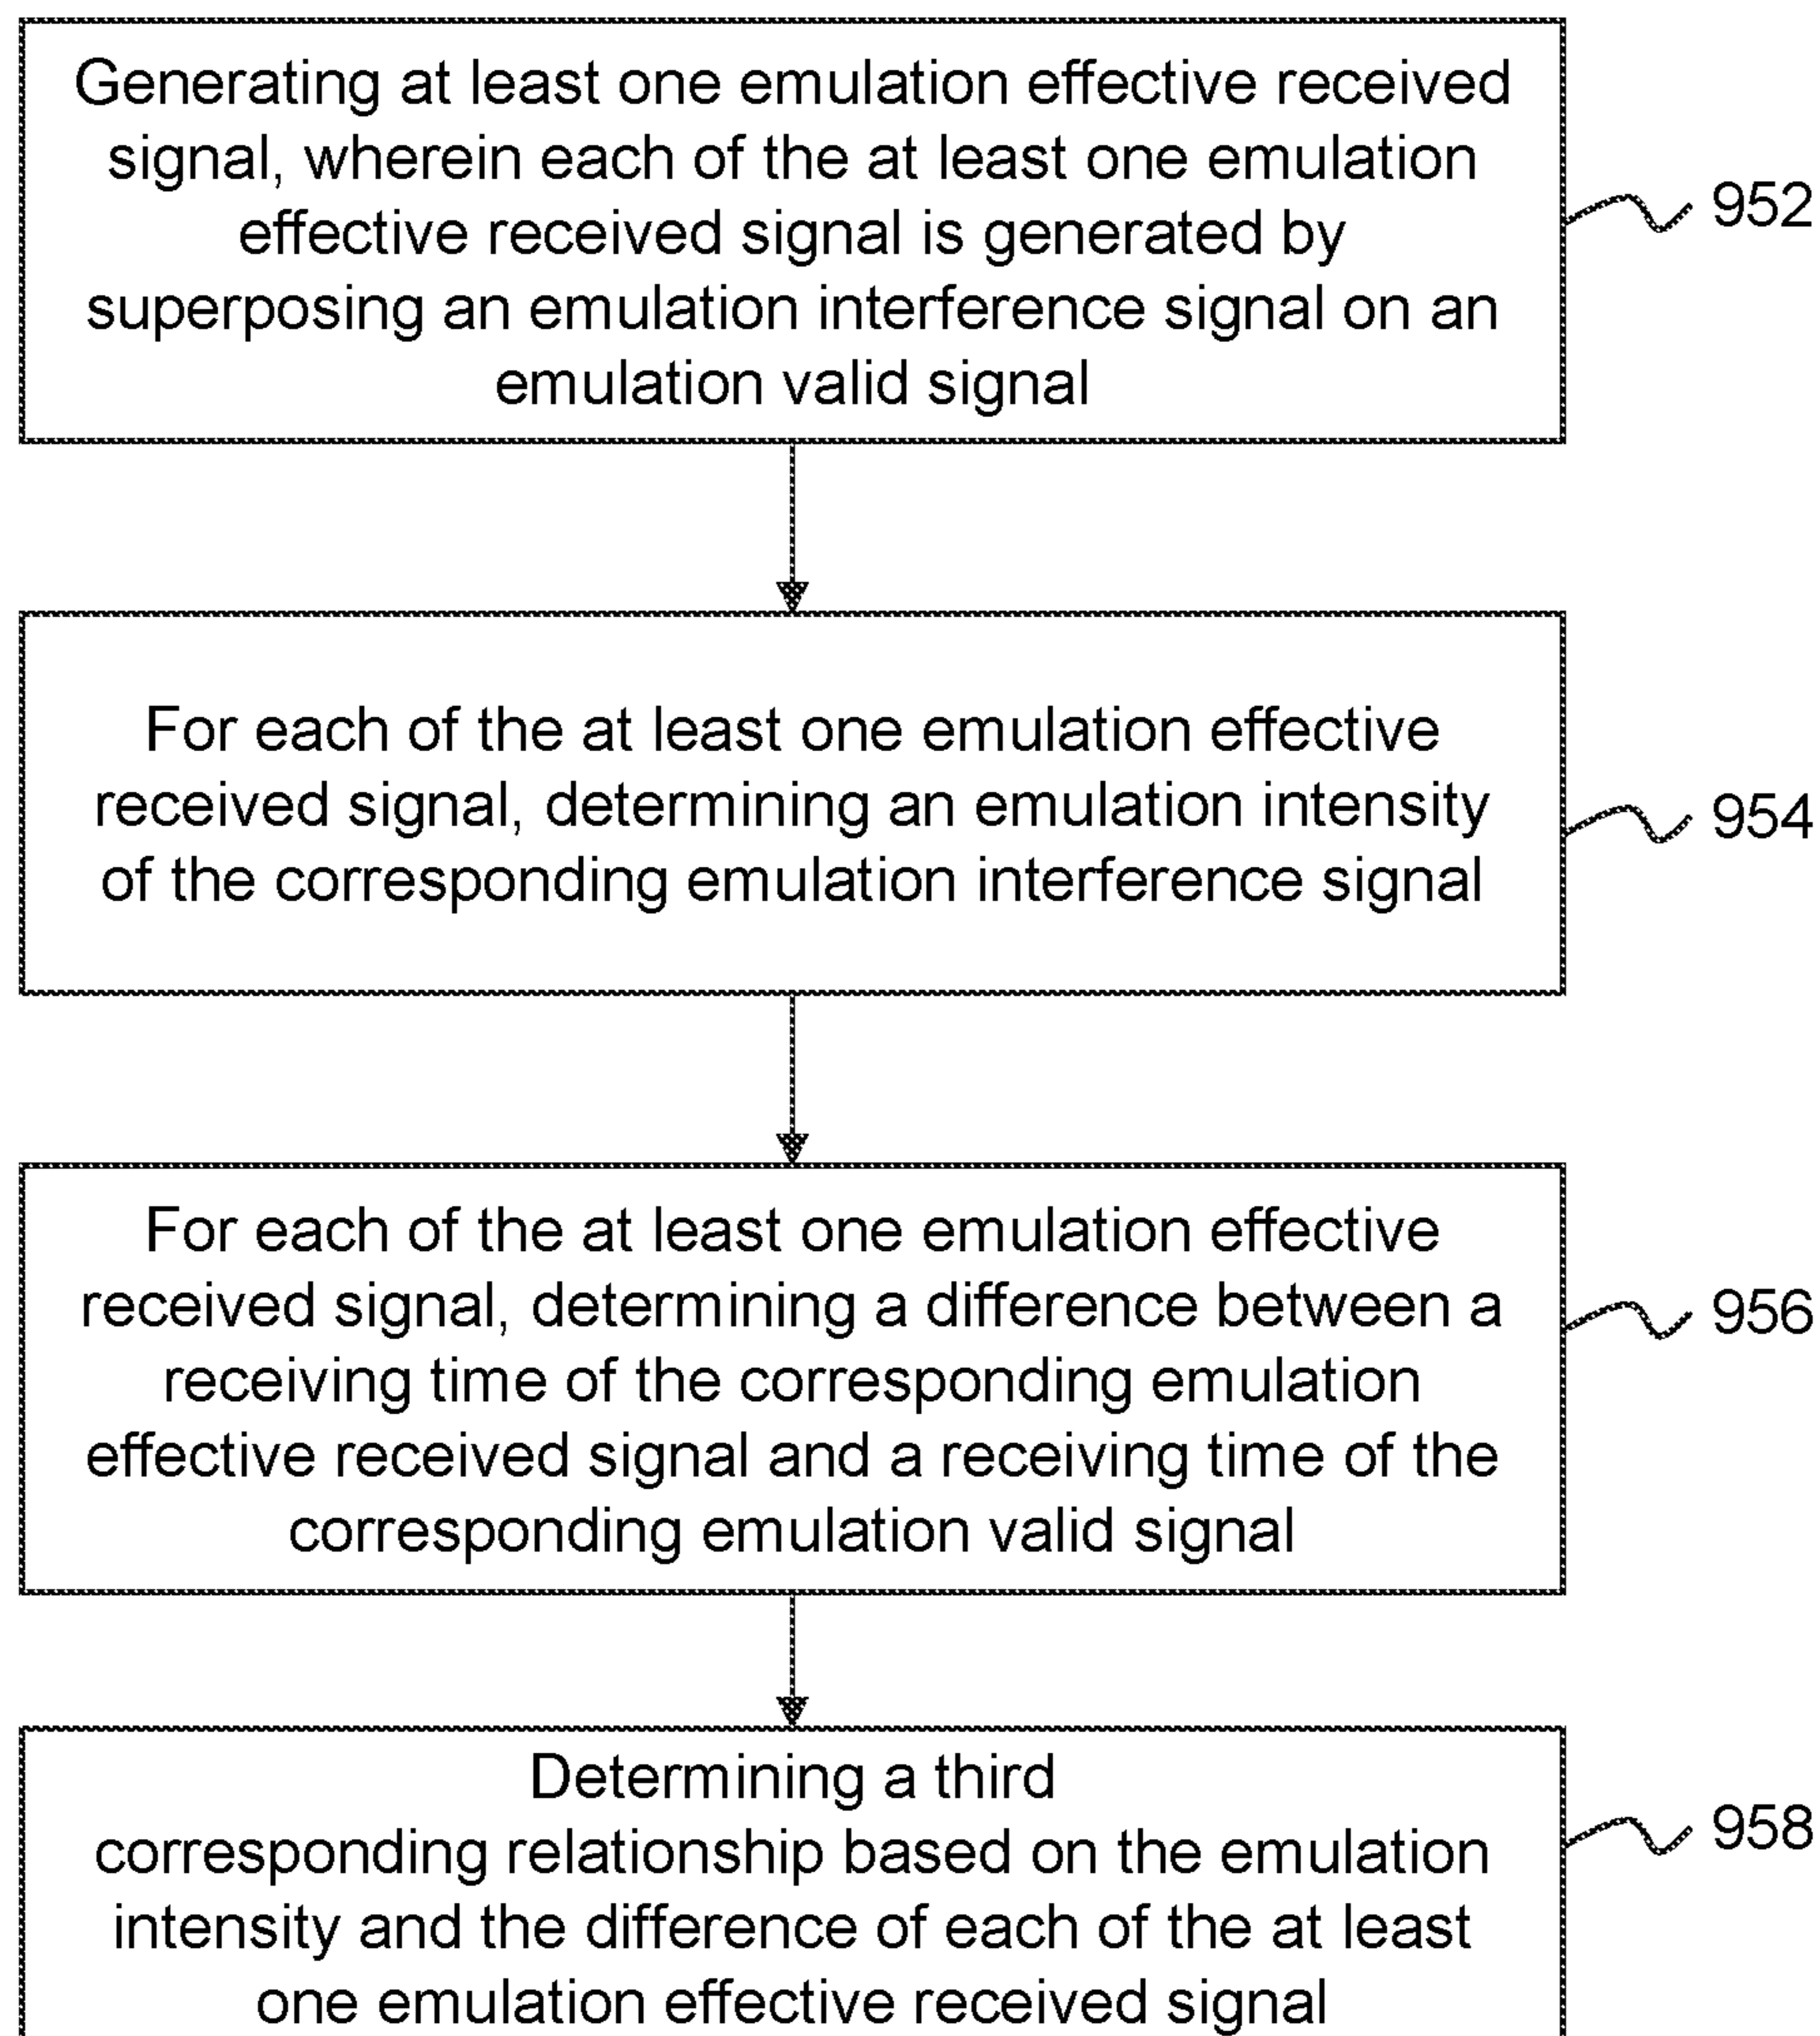 Generating at least one emulation effective received
signal, wherein each of the at least one emulation
effective received signal is generated by
superposing an emulation interference signal on an
emulation valid signal
952
For each of the at least one emulation effective
received signal, determining an emulation intensity
of the corresponding emulation interference signal
954
For each of the at least one emulation effective
received signal, determining a difference between a
receiving time of the corresponding emulation
effective received signal and a receiving time of the
corresponding emulation valid signal
956
Determining a third
corresponding relationship based on the emulation
intensity and the difference of each of the at least
one emulation effective received signal
958